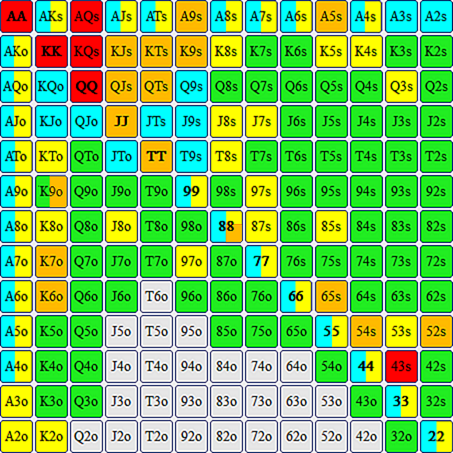 AA AKs AQs AJs ATs A9s A8s A7s A6s A5s A4s A3s A2s
AKo KK KQs KJs KTs K9s K8s K7s K6s K5s K4s K3s K2s
AQo KQo QQ QJs QTs Q9s Q8s Q7s Q6s Q5s Q4s Q3s Q2s
AJo KJo QJo JJ JTs J9s J8s J7s J6s J5s J4s J3s J2s
ATo KTo QTo JTo TT T9s T8s T7s T6s T5s T4s T3s T2s
A9o K9o Q9o J9o T9o 99 98s 97s 96s 95s 94s 93s 92s
A8o K8o Q8o J8o T8o 98o 88 87s 86s 85s 84s 83s 82s
A7o K7o Q7o J7o T7o 97o 87o 77 76s 75s 74s 73s 72s
A6o K6o Q6o J6o T6o 96o 86o 76o 66 65s 64s 63s 62s
A5o K5o Q5o J5o T5o 95o 85o 75o 65o 55 54s 53s 52s
A4o K4o Q4o J4o T4o 94o 84o 74o 64o 54o 44 43s 42s
A3o K3o Q3o J3o T3o 93o 83o 73o 63o 53o 43o 33 32s
A2o K2o Q2o J2o T2o 92o 82o 72o 62o 52o 42o 32o 22